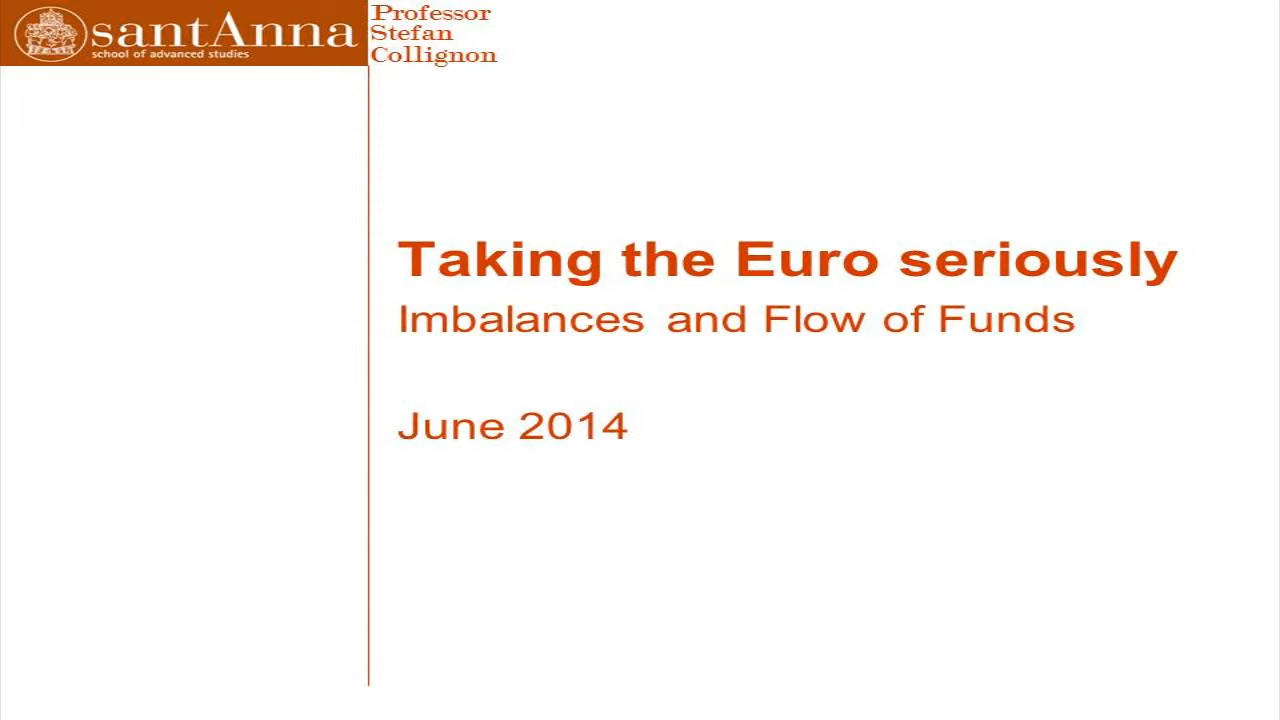 santAnna
school of advanced studies
Professor
Stefan
Collignon
Taking the Euro seriously
Imbalances and Flow of Funds
June 2014